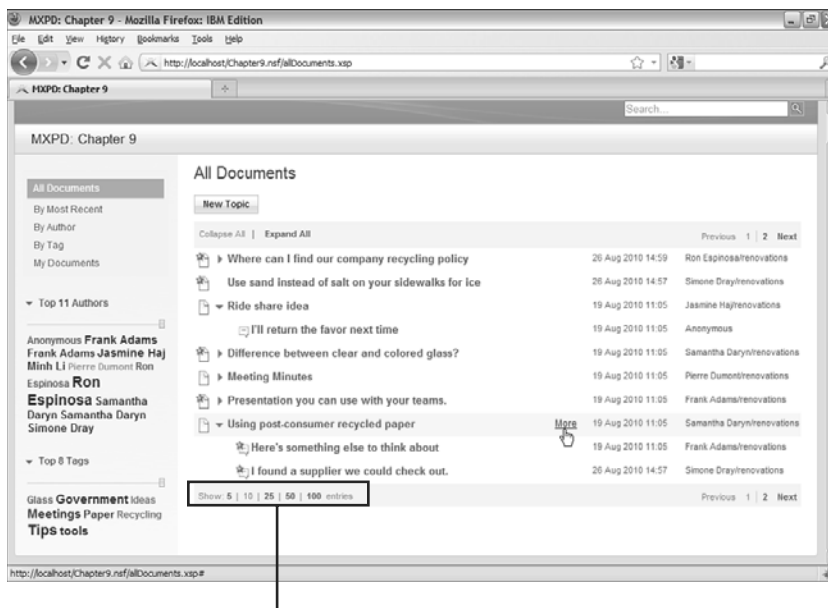 MXPD: Chapter 9 - Mozilla Firefox: IBM Edition
File Edit View History Bookmarks Tools Help
http://localhost/Chapter9.nsf/allDocuments.xsp
MXPD: Chapter 9
Search...
MXPD: Chapter 9
All Documents
By Most Recent
By Author
By Tag
My Documents
Top 11 Authors
Anonymous Frank Adams
Frank Adams Jasmine Haj
Minh Li Pierre Dumont Ron
Espinosa Ron
Espinosa Samantha
Daryn Samantha Daryn
Simone Dray
Top 8 Tags
Glass Government Ideas
Meetings Paper Recycling
Tips tools
All Documents
New Topic
Collapse All | Expand All
Previous 1 | 2 Next
Where can I find our company recycling policy 26 Aug 2010 14:59 Ron Espinosa/renovations
Use sand instead of salt on your sidewalks for ice 26 Aug 2010 14:57 Simone Dray/renovations
Ride share idea 19 Aug 2010 11:05 Jasmine Haj/renovations
I'll return the favor next time 19 Aug 2010 11:05 Anonymous
Difference between clear and colored glass? 19 Aug 2010 11:05 Samantha Daryn/renovations
Meeting Minutes 19 Aug 2010 11:05 Pierre Dumont/renovations
Presentation you can use with your teams. 19 Aug 2010 11:05 Frank Adams/renovations
Using post-consumer recycled paper More 19 Aug 2010 11:05 Samantha Daryn/renovations
Here's something else to think about 19 Aug 2010 11:05 Frank Adams/renovations
I found a supplier we could check out. 26 Aug 2010 14:57 Simone Dray/renovations
Show: 5 | 10 | 25 | 50 | 100 entries
Previous 1 | 2 Next
http://localhost/Chapter9.nsf/allDocuments.xsp#